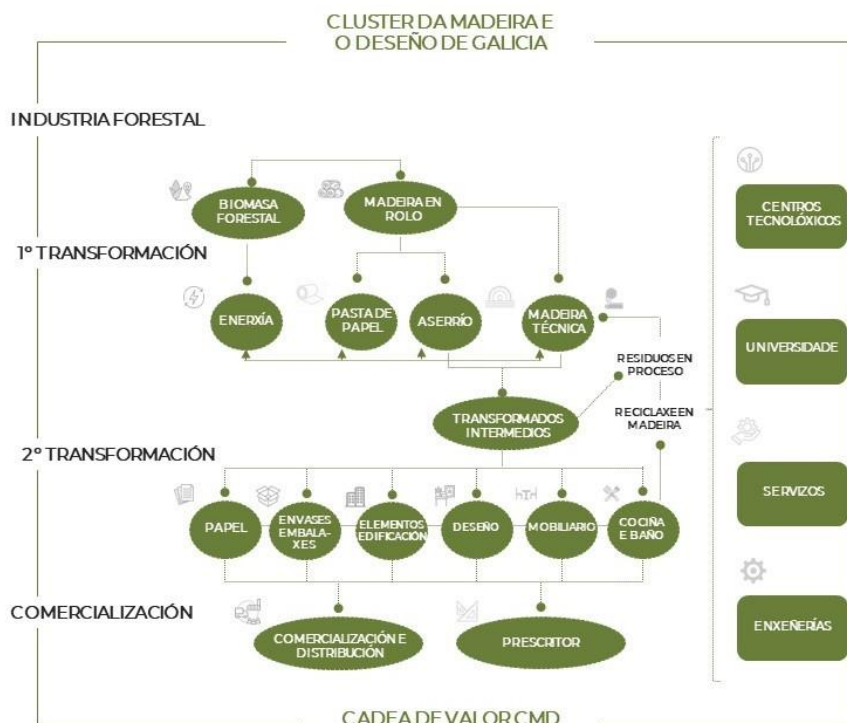 CLUSTER DA MADEIRA E
O DESEÑO DE GALICIA
INDUSTRIA FORESTAL
BIOMASA
FORESTAL
MADEIRA EN
ROLO
CENTROS
TECNOLÓXICOS
1º TRANSFORMACIÓN
ENERXÍA
PASTA DE
PAPEL
ASERRÍO
MADEIRA
TÉCNICA
UNIVERSIDADE
RESIDUOS EN
PROCESO
RECICLAXE EN
MADEIRA
TRANSFORMADOS
INTERMEDIOS
2º TRANSFORMACIÓN
SERVIZOS
PAPEL
ENVASES
EMBALA-
XES
ELEMENTOS
EDIFICACIÓN
DESEÑO
MOBILIARIO
COCIÑA
E BAÑO
COMERCIALIZACIÓN
COMERCIALIZACIÓN E
DISTRIBUCIÓN
PRESCRITOR
ENXEÑERÍAS
CADEA DE VALOR CMD